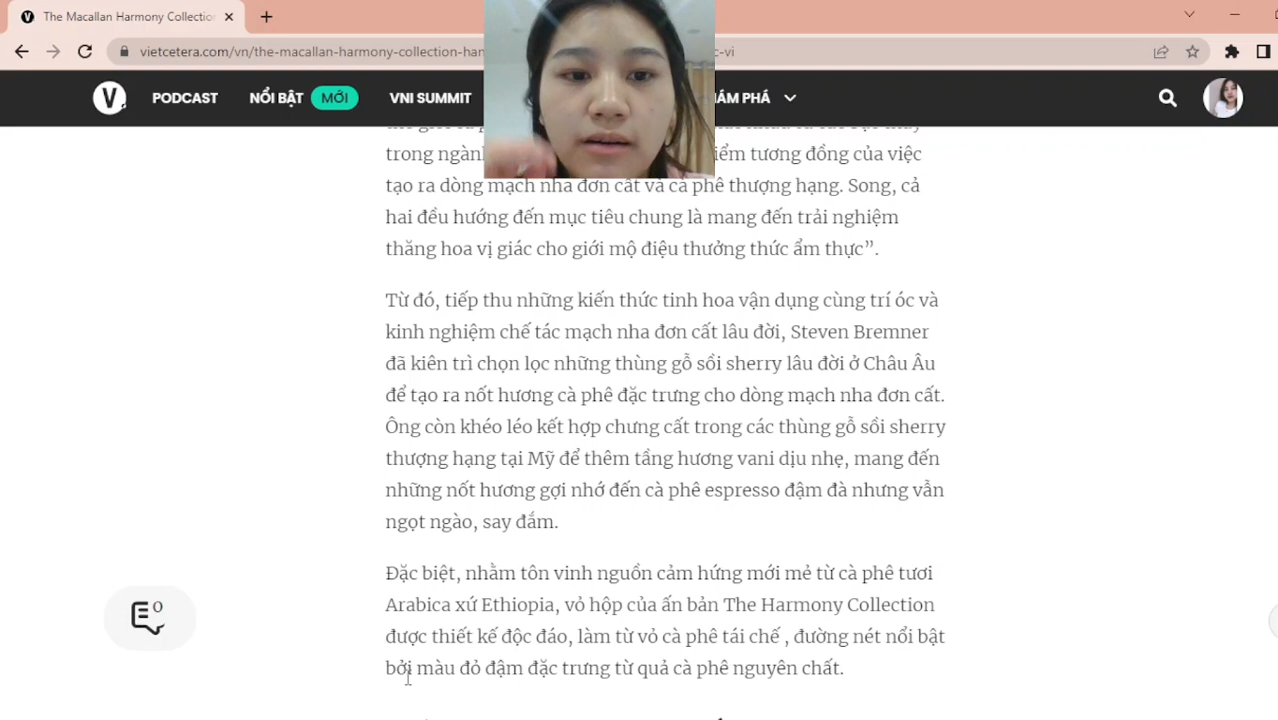 The Macallan Harmony Collectio
vietcetera.com/vn/the-macallan-harmony-collection-han c-vi
V. PODCAST NỔI BẬT MỚI VNI SUMMIT ÁM PHÁ
trong ngành iểm tương đồng của việc
tạo ra dòng mạch nha đơn cất và cà phê thượng hạng. Song, cả
hai đều hướng đến mục tiêu chung là mang đến trải nghiệm
thăng hoa vị giác cho giới mộ điệu thưởng thức ẩm thực”.
Từ đó, tiếp thu những kiến thức tinh hoa vận dụng cùng trí óc và
kinh nghiệm chế tác mạch nha đơn cất lâu đời, Steven Bremner
đã kiên trì chọn lọc những thùng gỗ sồi sherry lâu đời ở Châu Âu
để tạo ra nốt hương cà phê đặc trưng cho dòng mạch nha đơn cất.
Ông còn khéo léo kết hợp chưng cất trong các thùng gỗ sồi sherry
thượng hạng tại Mỹ để thêm tầng hương vani dịu nhẹ, mang đến
những nốt hương gợi nhớ đến cà phê espresso đậm đà nhưng vẫn
ngọt ngào, say đắm.
Đặc biệt, nhằm tôn vinh nguồn cảm hứng mới mẻ từ cà phê tươi
Arabica xứ Ethiopia, vỏ hộp của ấn bản The Harmony Collection
được thiết kế độc đáo, làm từ vỏ cà phê tái chế , đường nét nổi bật
bởi màu đỏ đậm đặc trưng từ quả cà phê nguyên chất.
0